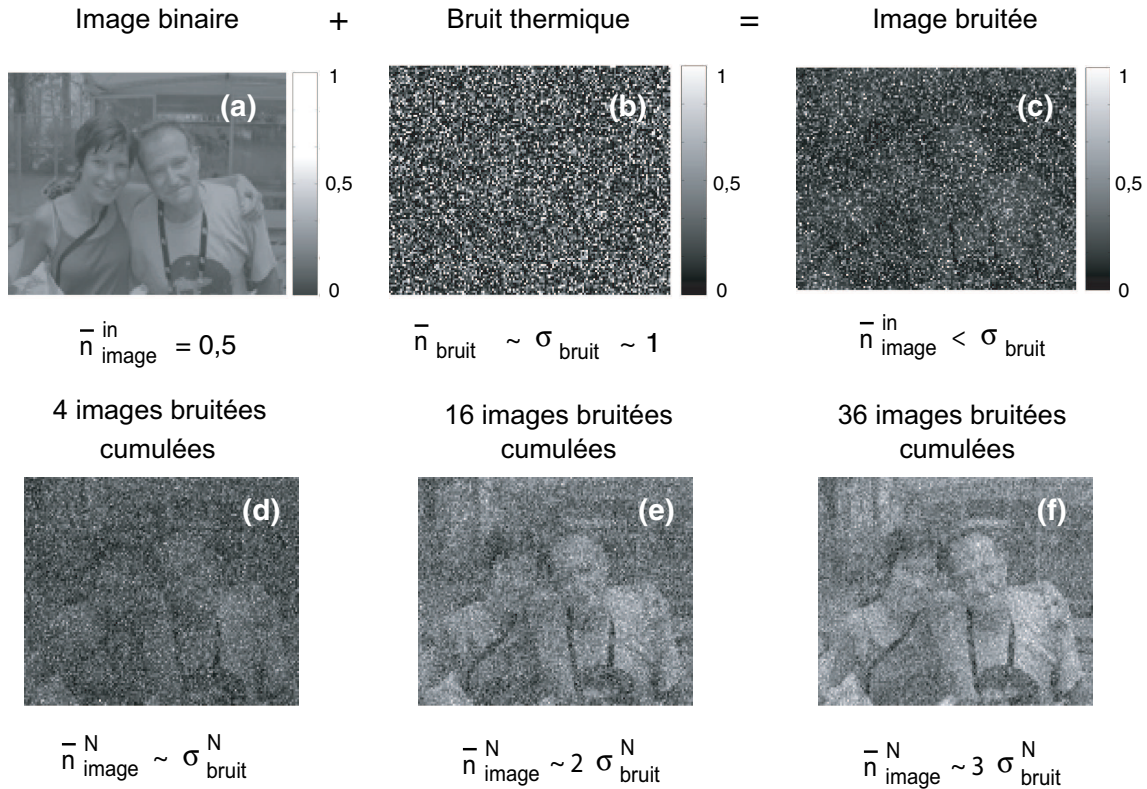 Image binaire + Bruit thermique = Image bruitée
(a) (b) (c)
1 1 1
0,5 0,5 0,5
0 0 0
n̄ in image = 0,5
n̄ bruit ~ σ bruit ~ 1
n̄ in image < σ bruit
4 images bruitées
cumulées
16 images bruitées
cumulées
36 images bruitées
cumulées
(d) (e) (f)
n̄ N image ~ σ N bruit
n̄ N image ~ 2 σ N bruit
n̄ N image ~ 3 σ N bruit